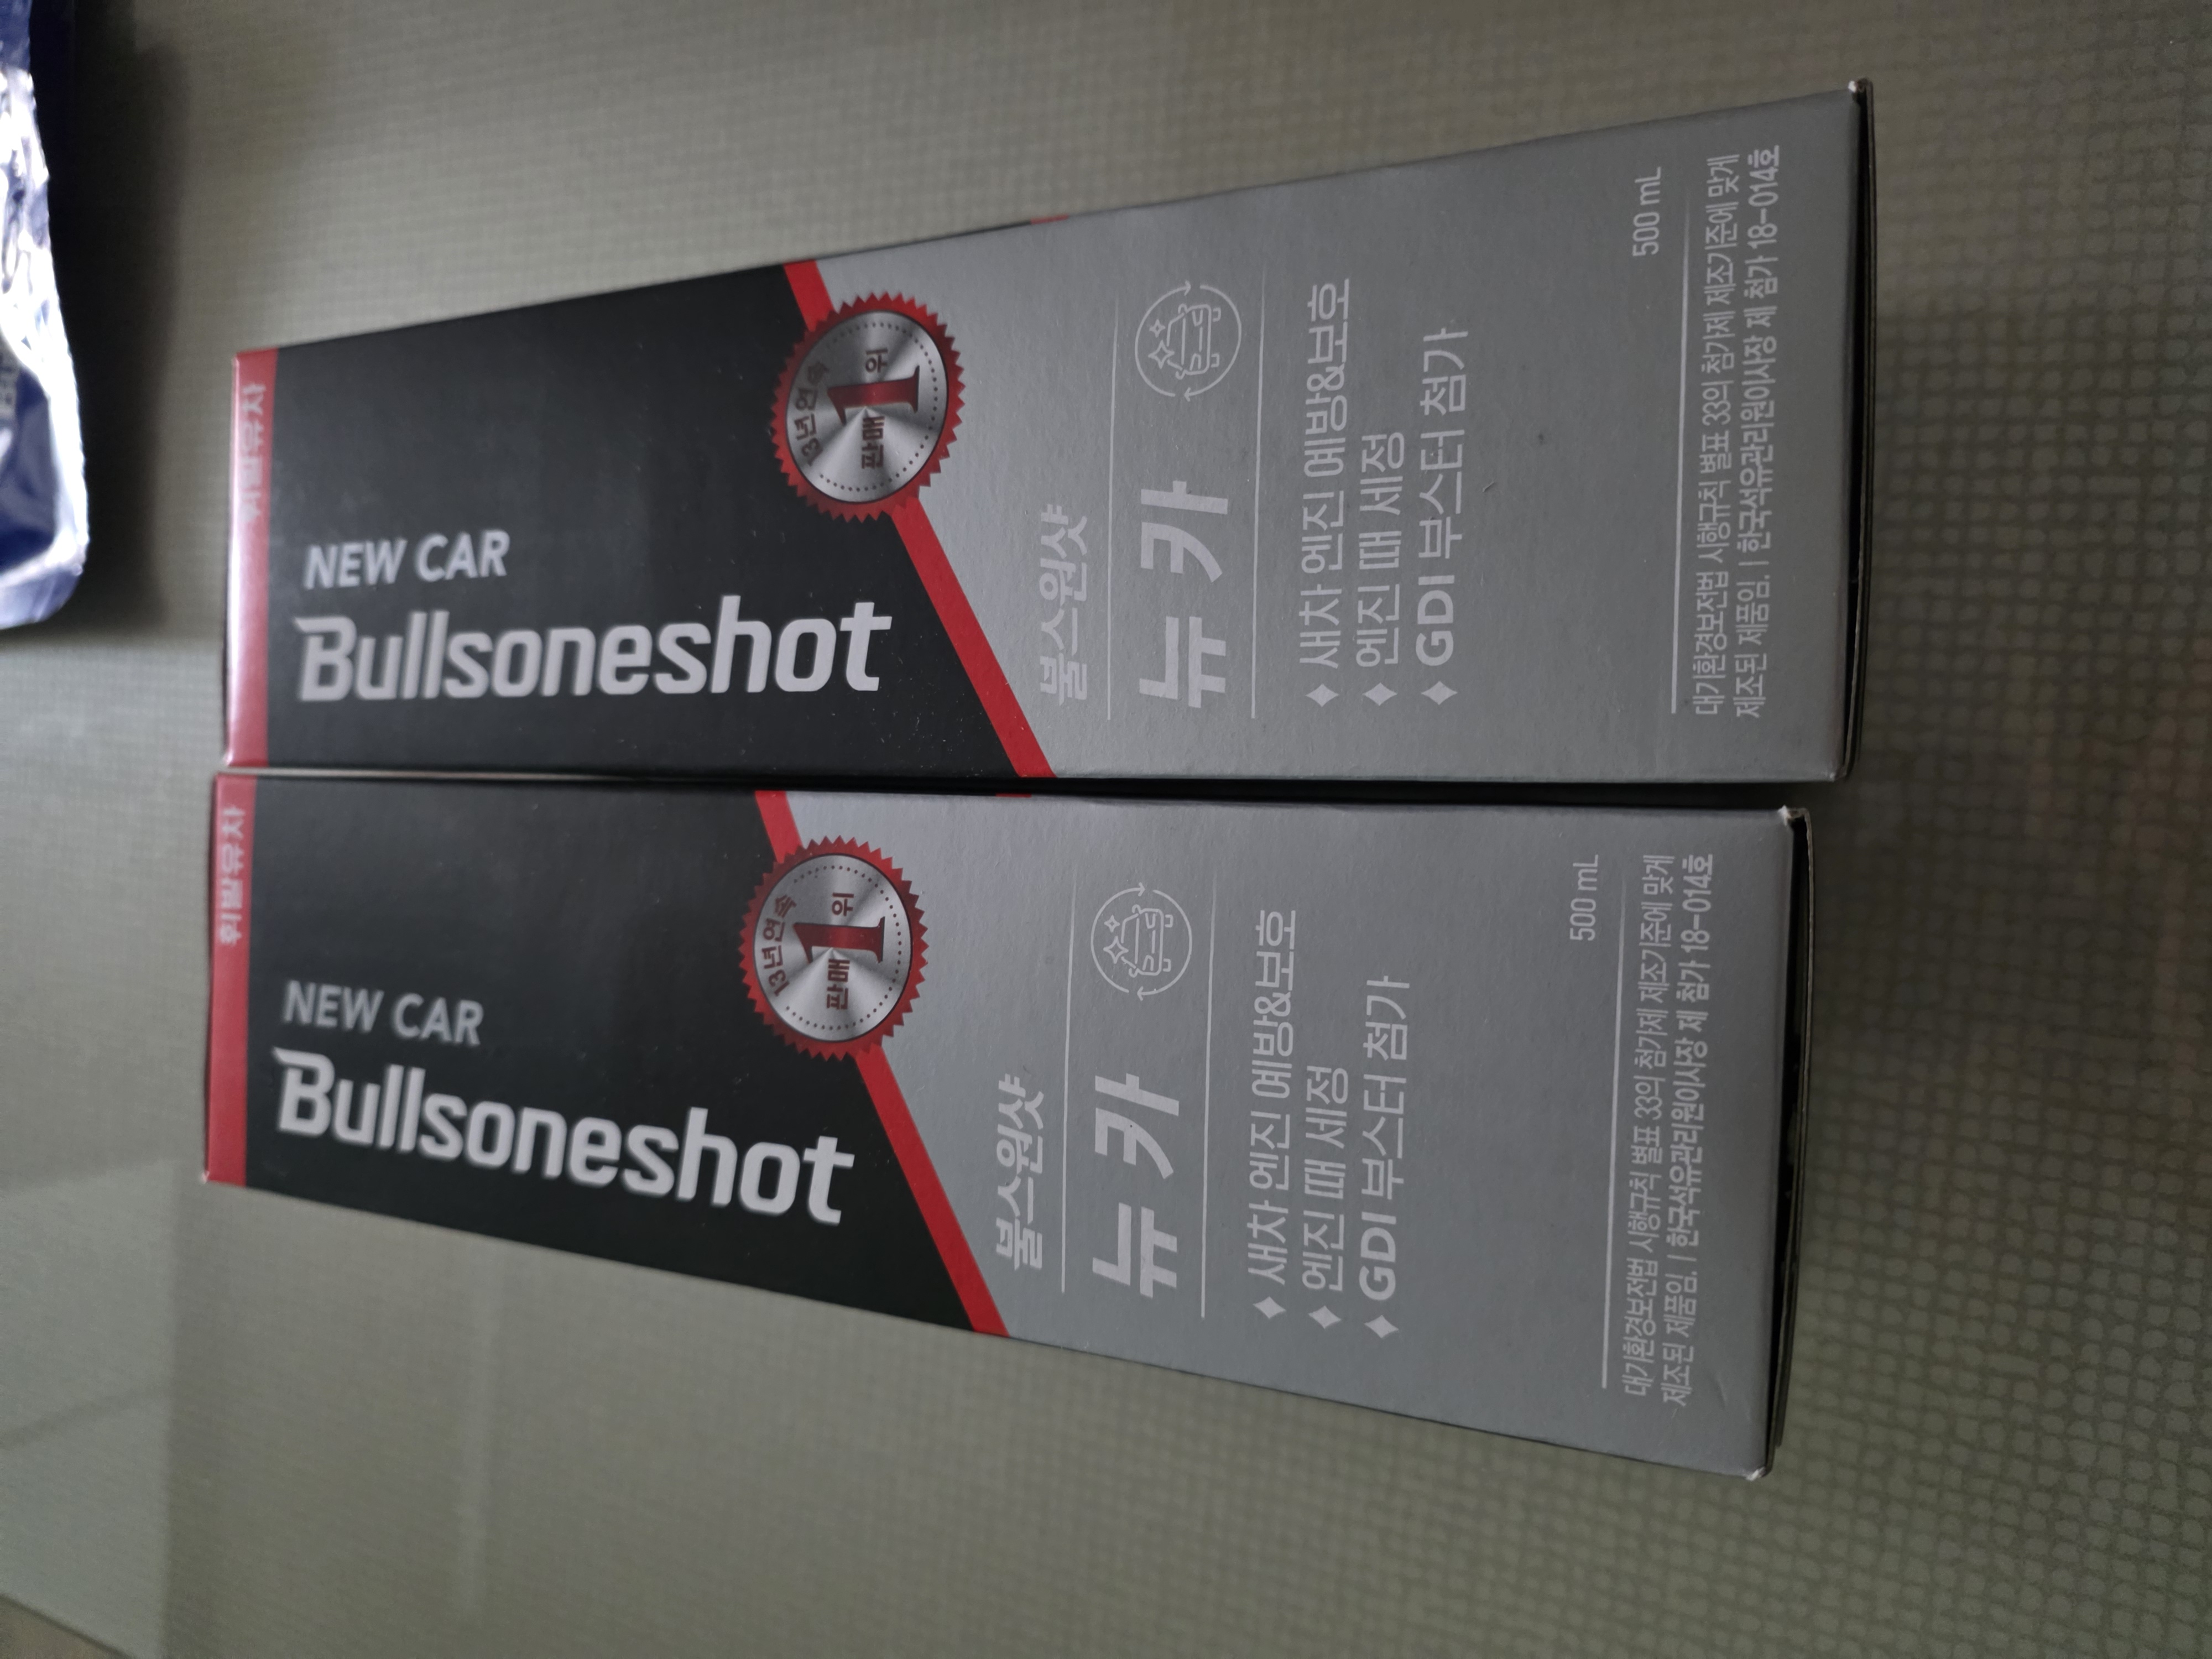 휘발유차
NEW CAR
Bullsoneshot
13년연속
판매 1위
불스원샷
뉴카
새차 엔진 예방&보호
엔진 때 세정
GDI 부스터 첨가
500 mL
대기환경보전법 시행규칙 별표 33의 첨가제 제조기준에 맞게
제조된 제품임. | 한국석유관리원이사장 제 첨가 18-014호
휘발유차
NEW CAR
Bullsoneshot
13년연속
판매 1위
불스원샷
뉴카
새차 엔진 예방&보호
엔진 때 세정
GDI 부스터 첨가
500 mL
대기환경보전법 시행규칙 별표 33의 첨가제 제조기준에 맞게
제조된 제품임. | 한국석유관리원이사장 제 첨가 18-014호